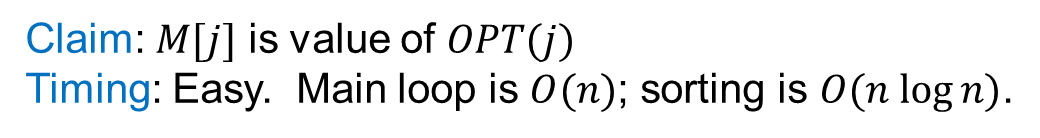 Claim: M[j] is value of OPT(j)
Timing: Easy. Main loop is O(n); sorting is O(n log n).